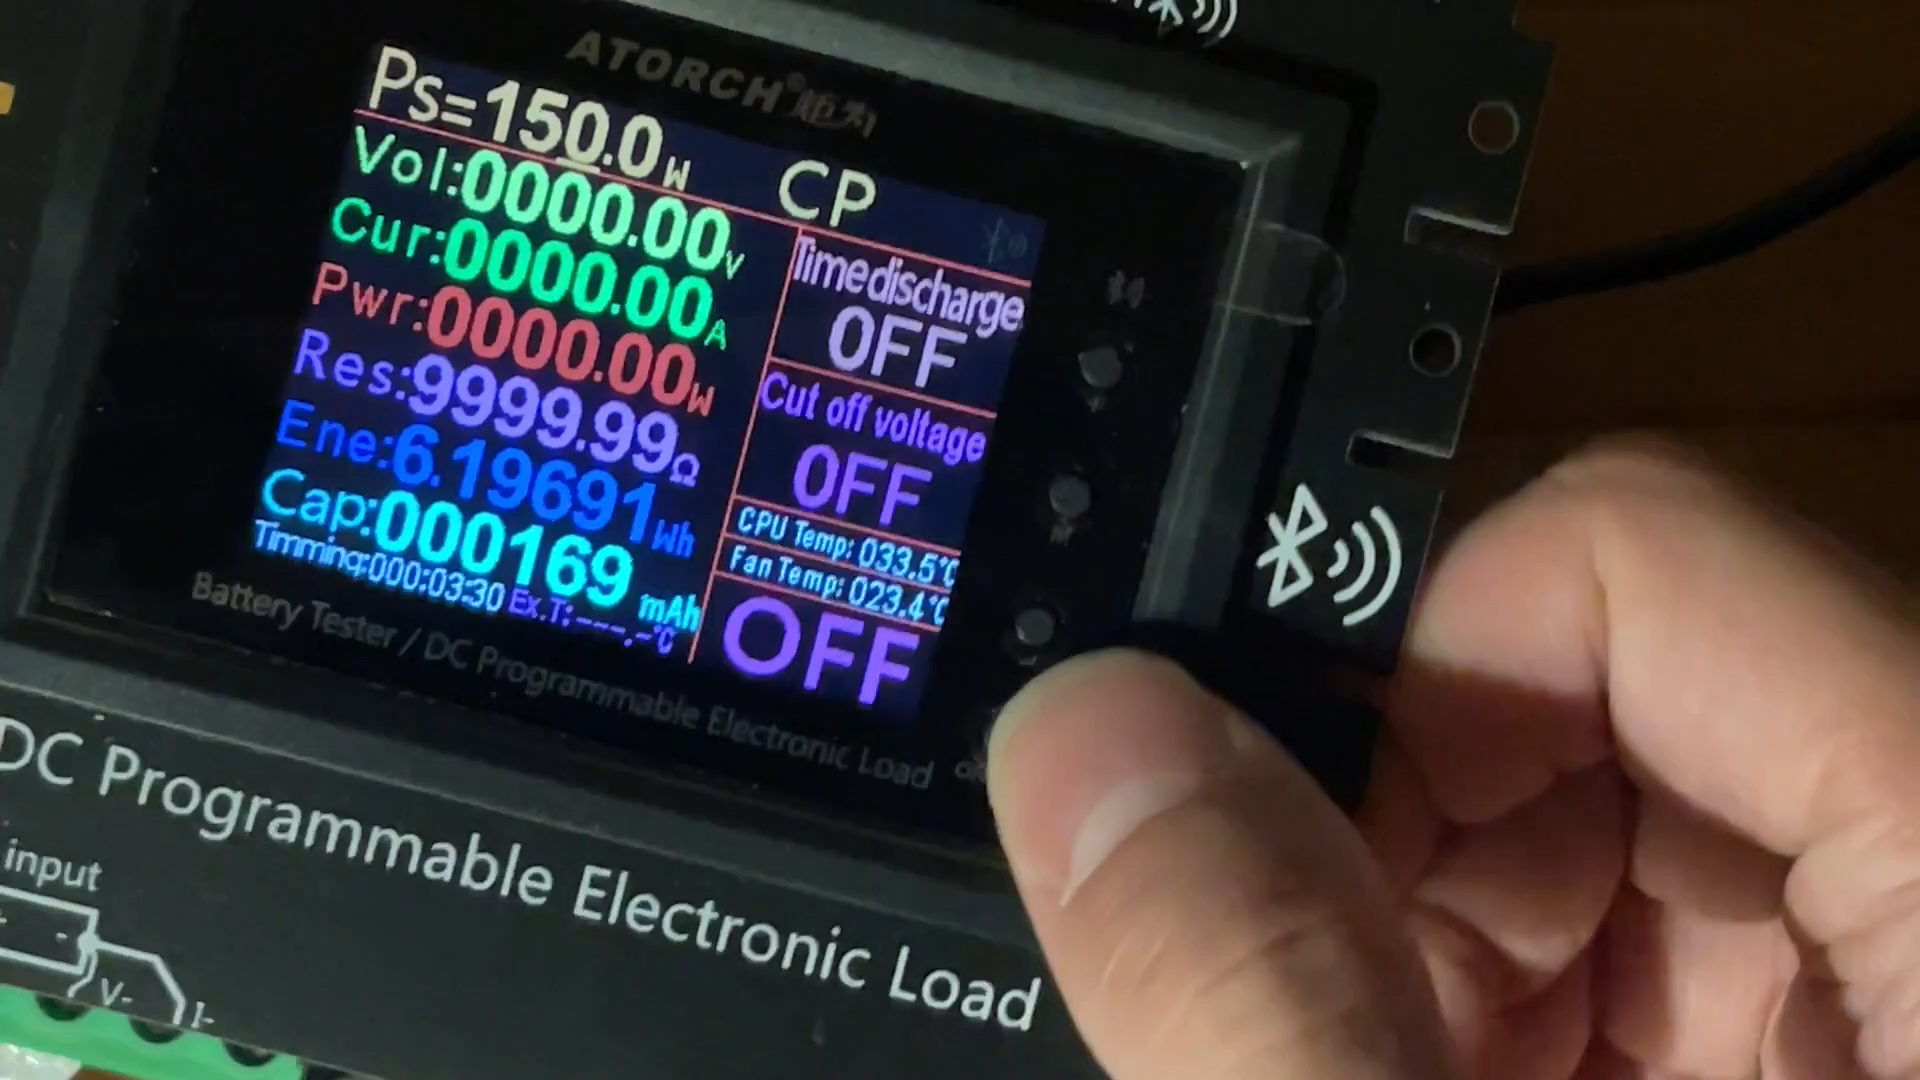 ATORCH®炬为
Ps=150.0W
CP
Vol:0000.00V
Cur:0000.00A
Pwr:0000.00W
Res:9999.99Ω
Ene:6.19691Wh
Cap:000169 mAh
Timming:000:03:30 Ex.T:---.-℃
Timedischarge
OFF
Cut off voltage
OFF
CPU Temp: 033.5℃
Fan Temp: 023.4℃
OFF
M
Battery Tester / DC Programmable Electronic Load
DC Programmable Electronic Load
input
-
V-
I-